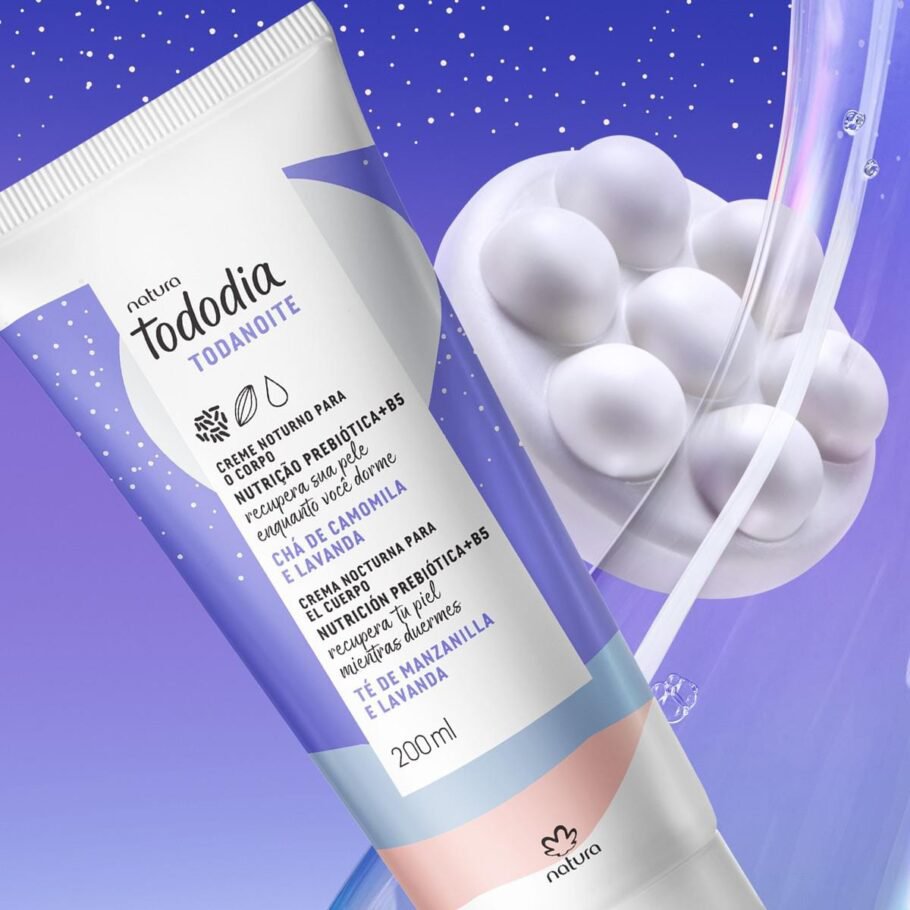 natura
tododia
TODANOITE
CREME NOTURNO PARA
O CORPO
NUTRIÇÃO PREBIÓTICA+B5
recupera sua pele
enquanto você dorme
CHÁ DE CAMOMILA
E LAVANDA
CREMA NOCTURNA PARA
EL CUERPO
NUTRICIÓN PREBIÓTICA+B5
recupera tu piel
mientras duermes
TÉ DE MANZANILLA
E LAVANDA
200ml
natura